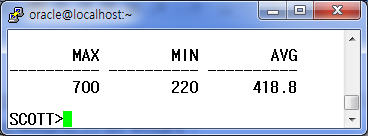 oracle@localhost:~
MAX MIN AVG
---------- ---------- ----------
700 220 418.8
SCOTT>